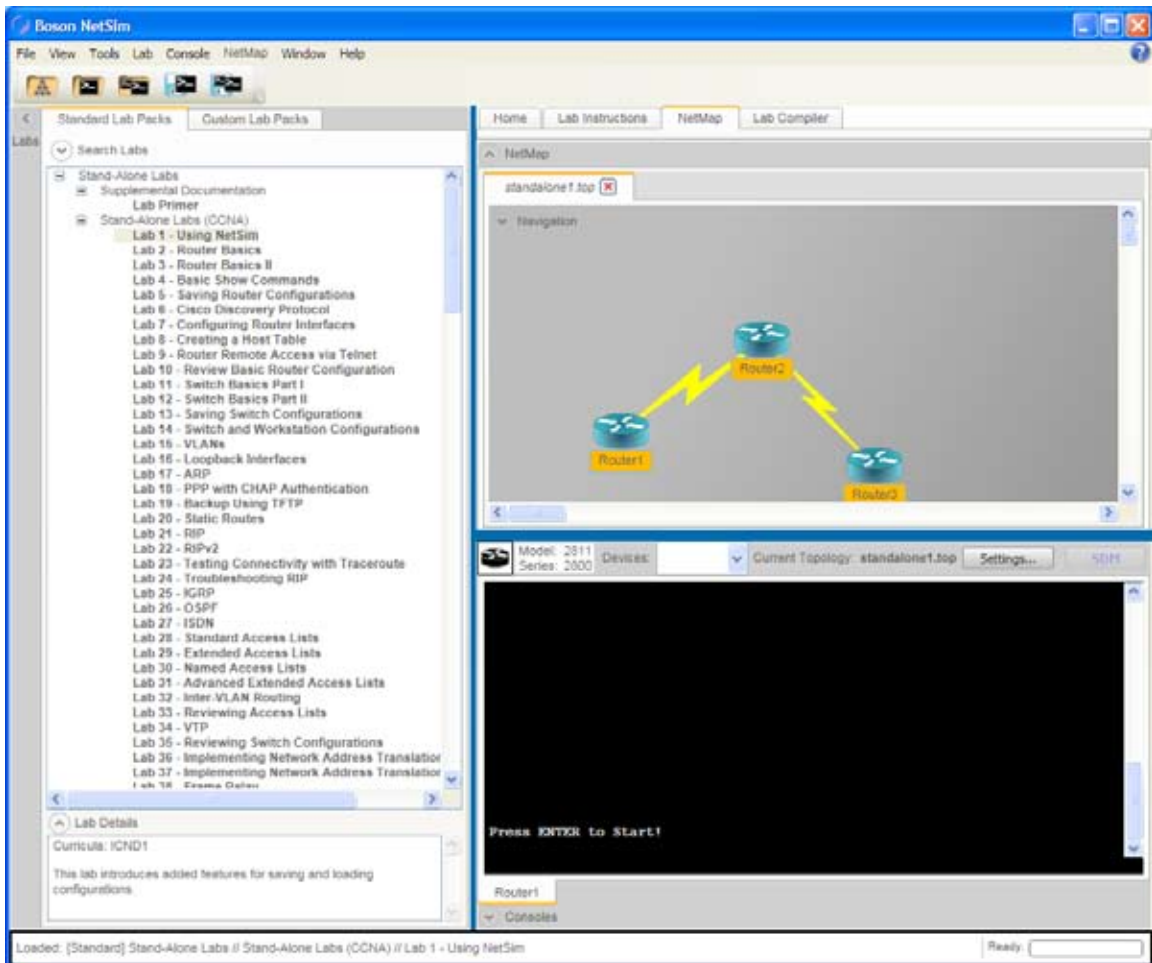 Boson NetSim
File View Tools Lab Console NetMap Window Help
Labs
Standard Lab Packs Custom Lab Packs
Search Labs
Stand-Alone Labs
Supplemental Documentation
Lab Primer
Stand-Alone Labs (CCNA)
Lab 1 - Using NetSim
Lab 2 - Router Basics
Lab 3 - Router Basics II
Lab 4 - Basic Show Commands
Lab 5 - Saving Router Configurations
Lab 6 - Cisco Discovery Protocol
Lab 7 - Configuring Router Interfaces
Lab 8 - Creating a Host Table
Lab 9 - Router Remote Access via Telnet
Lab 10 - Review Basic Router Configuration
Lab 11 - Switch Basics Part I
Lab 12 - Switch Basics Part II
Lab 13 - Saving Switch Configurations
Lab 14 - Switch and Workstation Configurations
Lab 15 - VLANs
Lab 16 - Loopback Interfaces
Lab 17 - ARP
Lab 18 - PPP with CHAP Authentication
Lab 19 - Backup Using TFTP
Lab 20 - Static Routes
Lab 21 - RIP
Lab 22 - RIPv2
Lab 23 - Testing Connectivity with Traceroute
Lab 24 - Troubleshooting RIP
Lab 25 - IGRP
Lab 26 - OSPF
Lab 27 - ISDN
Lab 28 - Standard Access Lists
Lab 29 - Extended Access Lists
Lab 30 - Named Access Lists
Lab 31 - Advanced Extended Access Lists
Lab 32 - Inter-VLAN Routing
Lab 33 - Reviewing Access Lists
Lab 34 - VTP
Lab 35 - Reviewing Switch Configurations
Lab 36 - Implementing Network Address Translation
Lab 37 - Implementing Network Address Translation
Lab 38 - Frame Relay
Lab Details
Curricula: ICND1
This lab introduces added features for saving and loading
configurations
Home Lab Instructions NetMap Lab Compiler
NetMap
standalone1.top
Navigation
Router2
Router1
Router3
Model: 2811
Series: 2800
Devices: Current Topology: standalone1.top Settings... SDM
Press ENTER to Start!
Router1
Consoles
Loaded: [Standard] Stand-Alone Labs // Stand-Alone Labs (CCNA) // Lab 1 - Using NetSim Ready